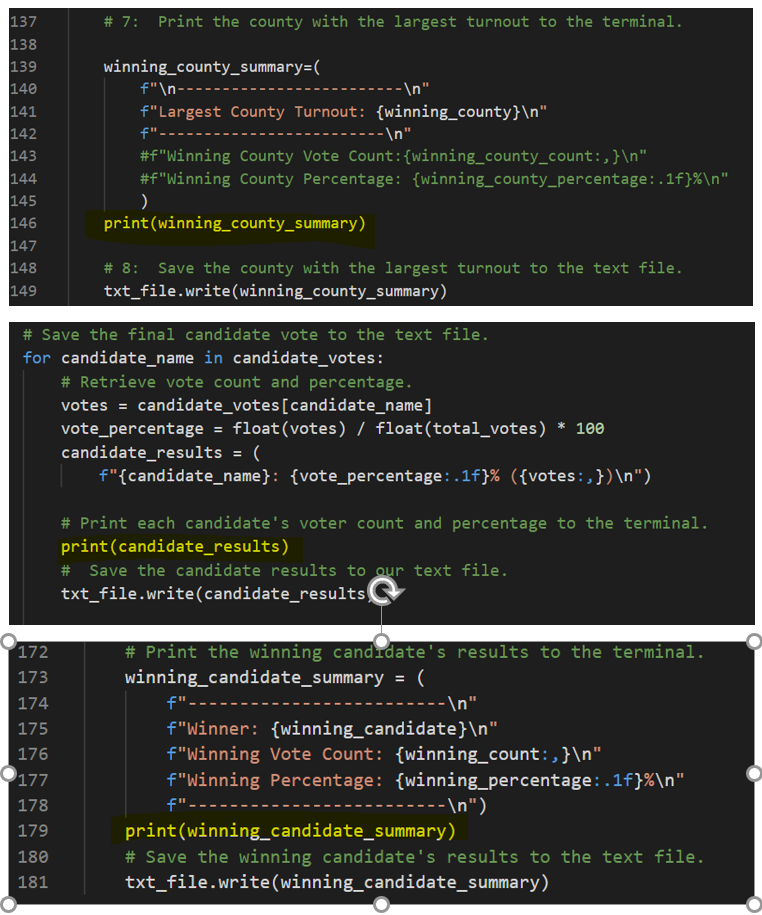 137 # 7:  Print the county with the largest turnout to the terminal.
138
139 winning_county_summary=(
140 f"\n-------------------------\n"
141 f"Largest County Turnout: {winning_county}\n"
142 f"-------------------------\n"
143 #f"Winning County Vote Count:{winning_county_count:,}\n"
144 #f"Winning County Percentage: {winning_county_percentage:.1f}%\n"
145 )
146 print(winning_county_summary)
147
148 # 8:  Save the county with the largest turnout to the text file.
149 txt_file.write(winning_county_summary)
# Save the final candidate vote to the text file.
for candidate_name in candidate_votes:
# Retrieve vote count and percentage.
votes = candidate_votes[candidate_name]
vote_percentage = float(votes) / float(total_votes) * 100
candidate_results = (
f"{candidate_name}: {vote_percentage:.1f}% ({votes:,})\n")
# Print each candidate's voter count and percentage to the terminal.
print(candidate_results)
#  Save the candidate results to our text file.
txt_file.write(candidate_results)
172 # Print the winning candidate's results to the terminal.
173 winning_candidate_summary = (
174 f"-------------------------\n"
175 f"Winner: {winning_candidate}\n"
176 f"Winning Vote Count: {winning_count:,}\n"
177 f"Winning Percentage: {winning_percentage:.1f}%\n"
178 f"-------------------------\n")
179 print(winning_candidate_summary)
180 # Save the winning candidate's results to the text file.
181 txt_file.write(winning_candidate_summary)